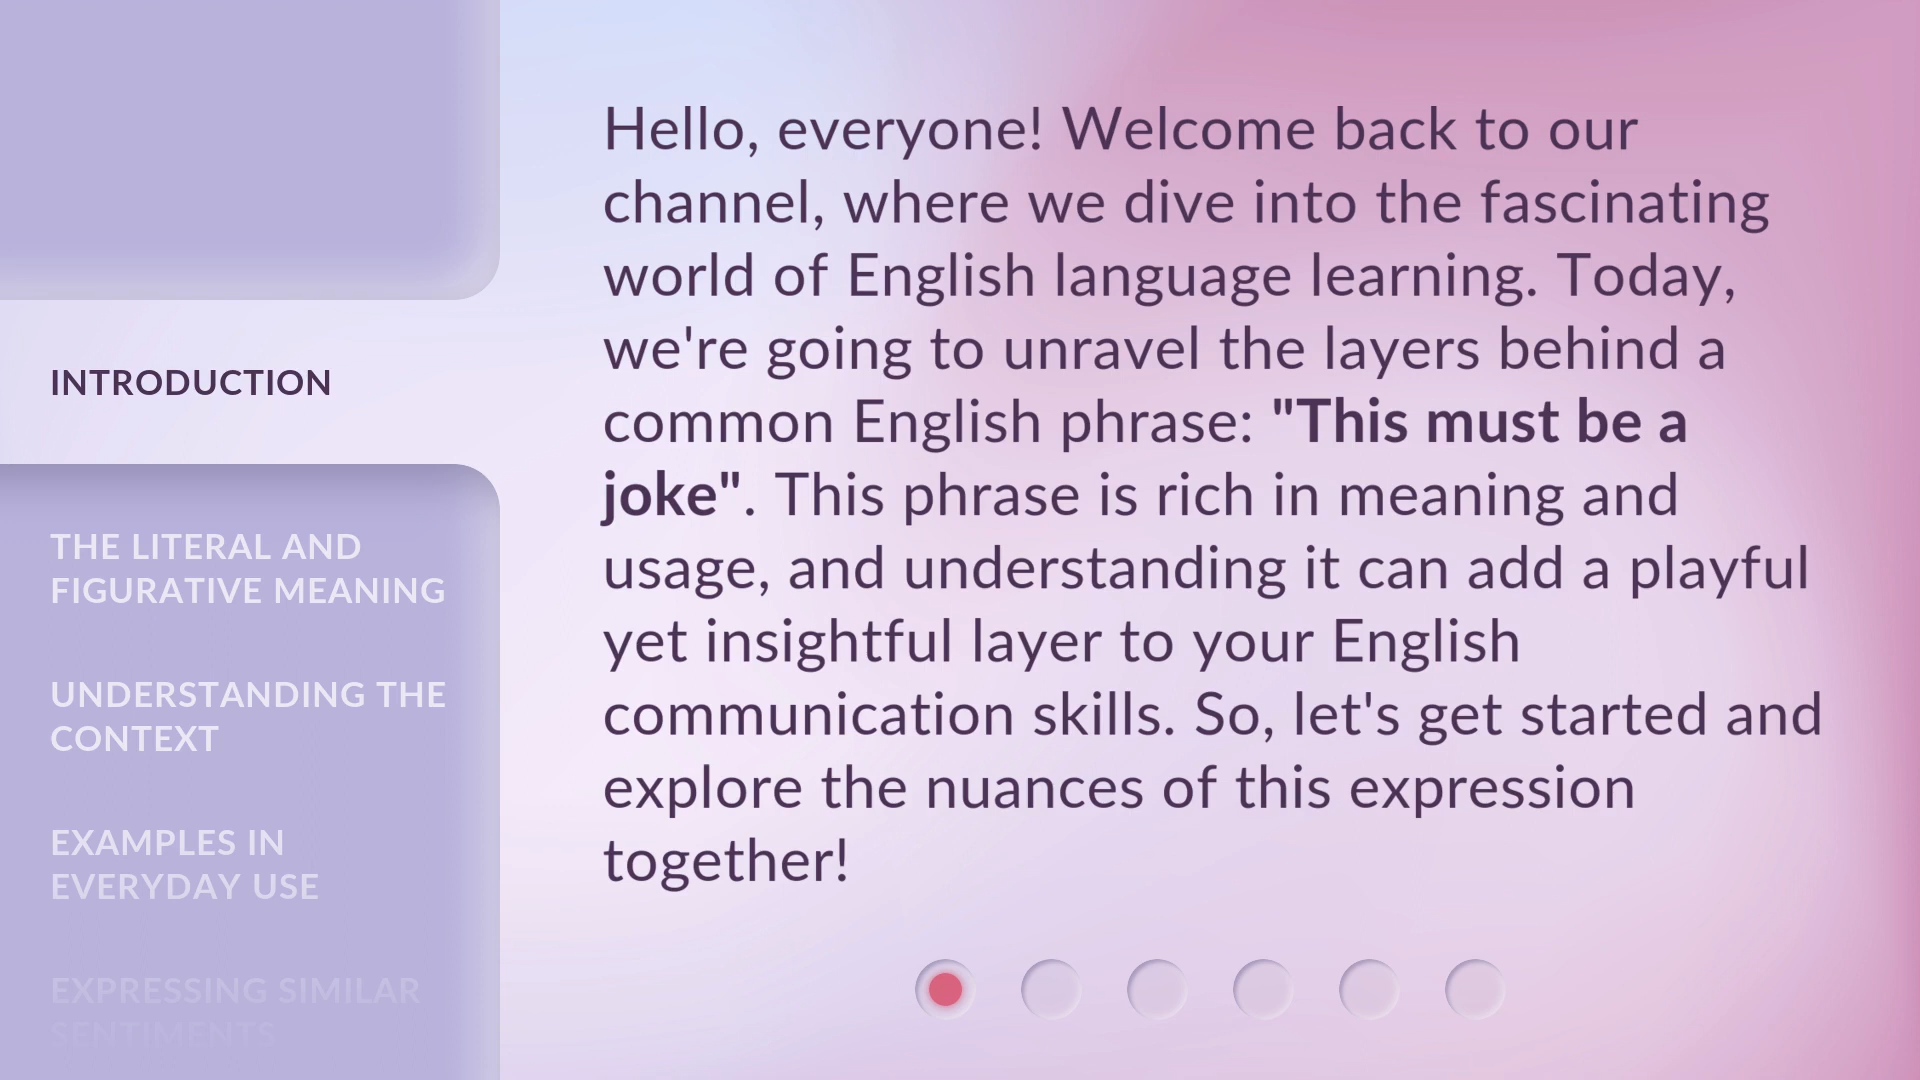 INTRODUCTION
THE LITERAL AND
FIGURATIVE MEANING
UNDERSTANDING THE
CONTEXT
EXAMPLES IN
EVERYDAY USE
EXPRESSING SIMILAR
SENTIMENTS
Hello, everyone! Welcome back to our
channel, where we dive into the fascinating
world of English language learning. Today,
we're going to unravel the layers behind a
common English phrase: "This must be a
joke". This phrase is rich in meaning and
usage, and understanding it can add a playful
yet insightful layer to your English
communication skills. So, let's get started and
explore the nuances of this expression
together!